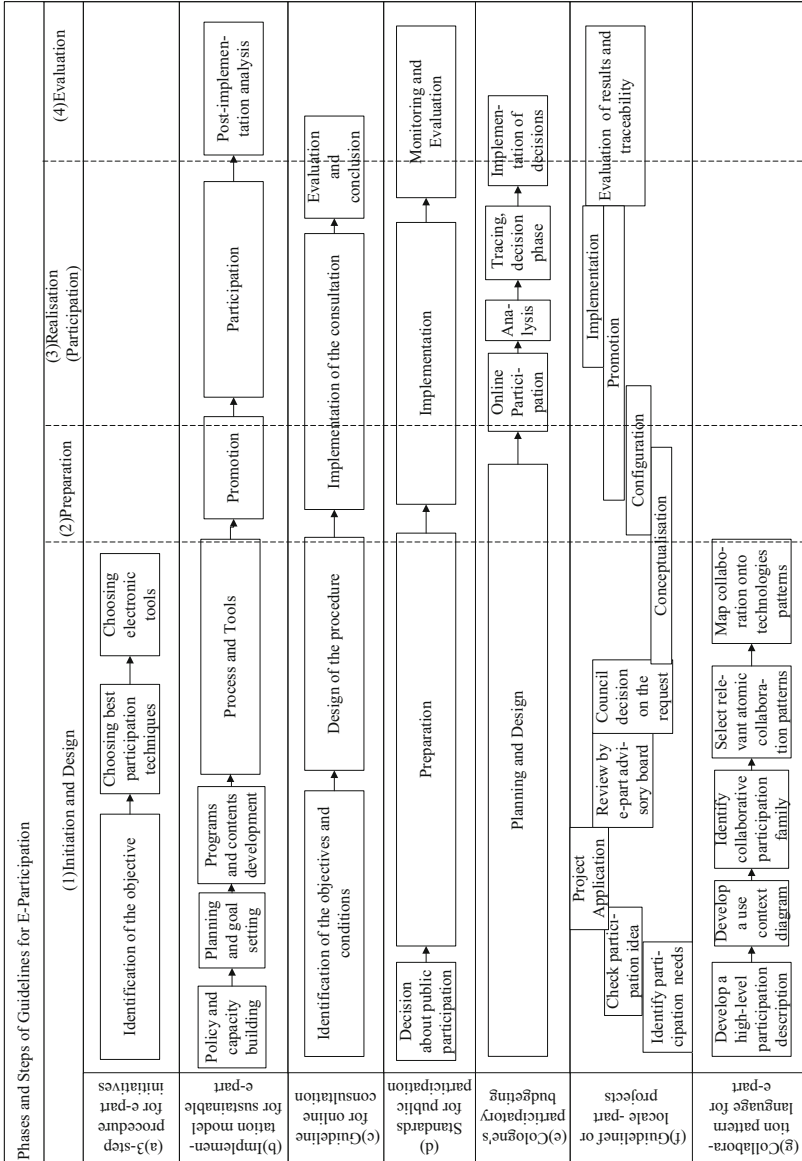 Phases and Steps of Guidelines for E-Participation
(1)Initiation and Design
(2)Preparation
(3)Realisation
(Participation)
(4)Evaluation
(a)3-step
procedure
for e-part
initiatives
Identification of the objective
Choosing best
participation
techniques
Choosing
electronic
tools
(b)Implemen-
tation model
for sustainable
e-part
Policy and
capacity
building
Planning
and goal
setting
Programs
and contents
development
Process and Tools
Promotion
Participation
Post-implemen-
tation analysis
(c)Guideline
for online
consultation
Identification of the objectives and
conditions
Design of the procedure
Implementation of the consultation
Evaluation
and
conclusion
(d)
Standards
for public
participation
Decision
about public
participation
Preparation
Implementation
Monitoring and
Evaluation
(e)Cologne's
participatory
budgeting
Planning and Design
Online
Partici-
pation
Ana-
lysis
Tracing,
decision
phase
Implemen-
tation of
decisions
(f)Guidelinef or
locale -part
projects
Identify parti-
cipation needs
Check partici-
pation idea
Project
Application
Review by
e-part advi-
sory board
Council
decision
on the
request
Conceptualisation
Configuration
Promotion
Implementation
Evaluation of results and
traceability
(g)Collabora-
tion pattern
language for
e-part
Develop a
high-level
participation
description
Develop
a use
context
diagram
Identify
collaborative
participation
family
Select rele-
vant atomic
collabora-
tion patterns
Map collabo-
ration onto
technologies
patterns